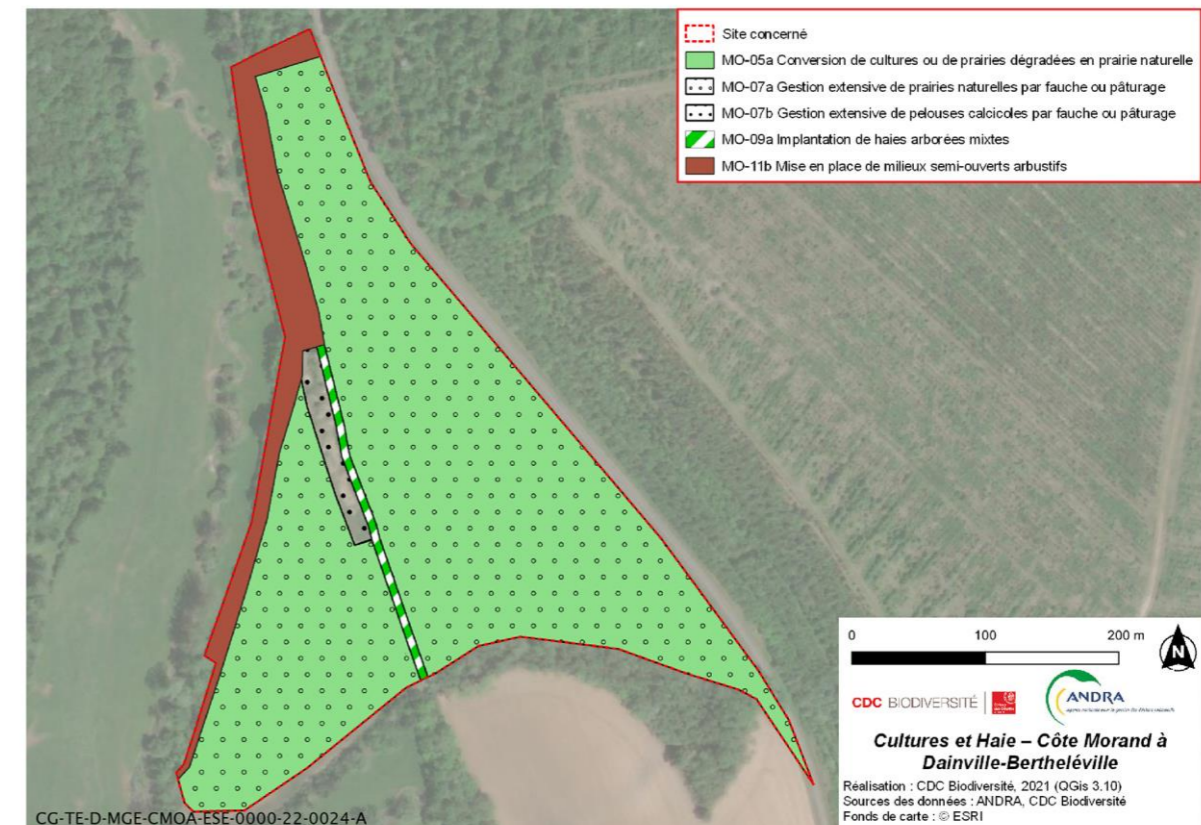 Site concerné
MO-05a Conversion de cultures ou de prairies dégradées en prairie naturelle
MO-07a Gestion extensive de prairies naturelles par fauche ou pâturage
MO-07b Gestion extensive de pelouses calcicoles par fauche ou pâturage
MO-09a Implantation de haies arborées mixtes
MO-11b Mise en place de milieux semi-ouverts arbustifs
0 100 200 m
N
CDC BIODIVERSITÉ
ANDRA
Cultures et Haie – Côte Morand à
Dainville-Bertheléville
Réalisation : CDC Biodiversité, 2021 (QGis 3.10)
Sources des données : ANDRA, CDC Biodiversité
Fonds de carte : © ESRI
CG-TE-D-MGE-CMOA-ESE-0000-22-0024-A